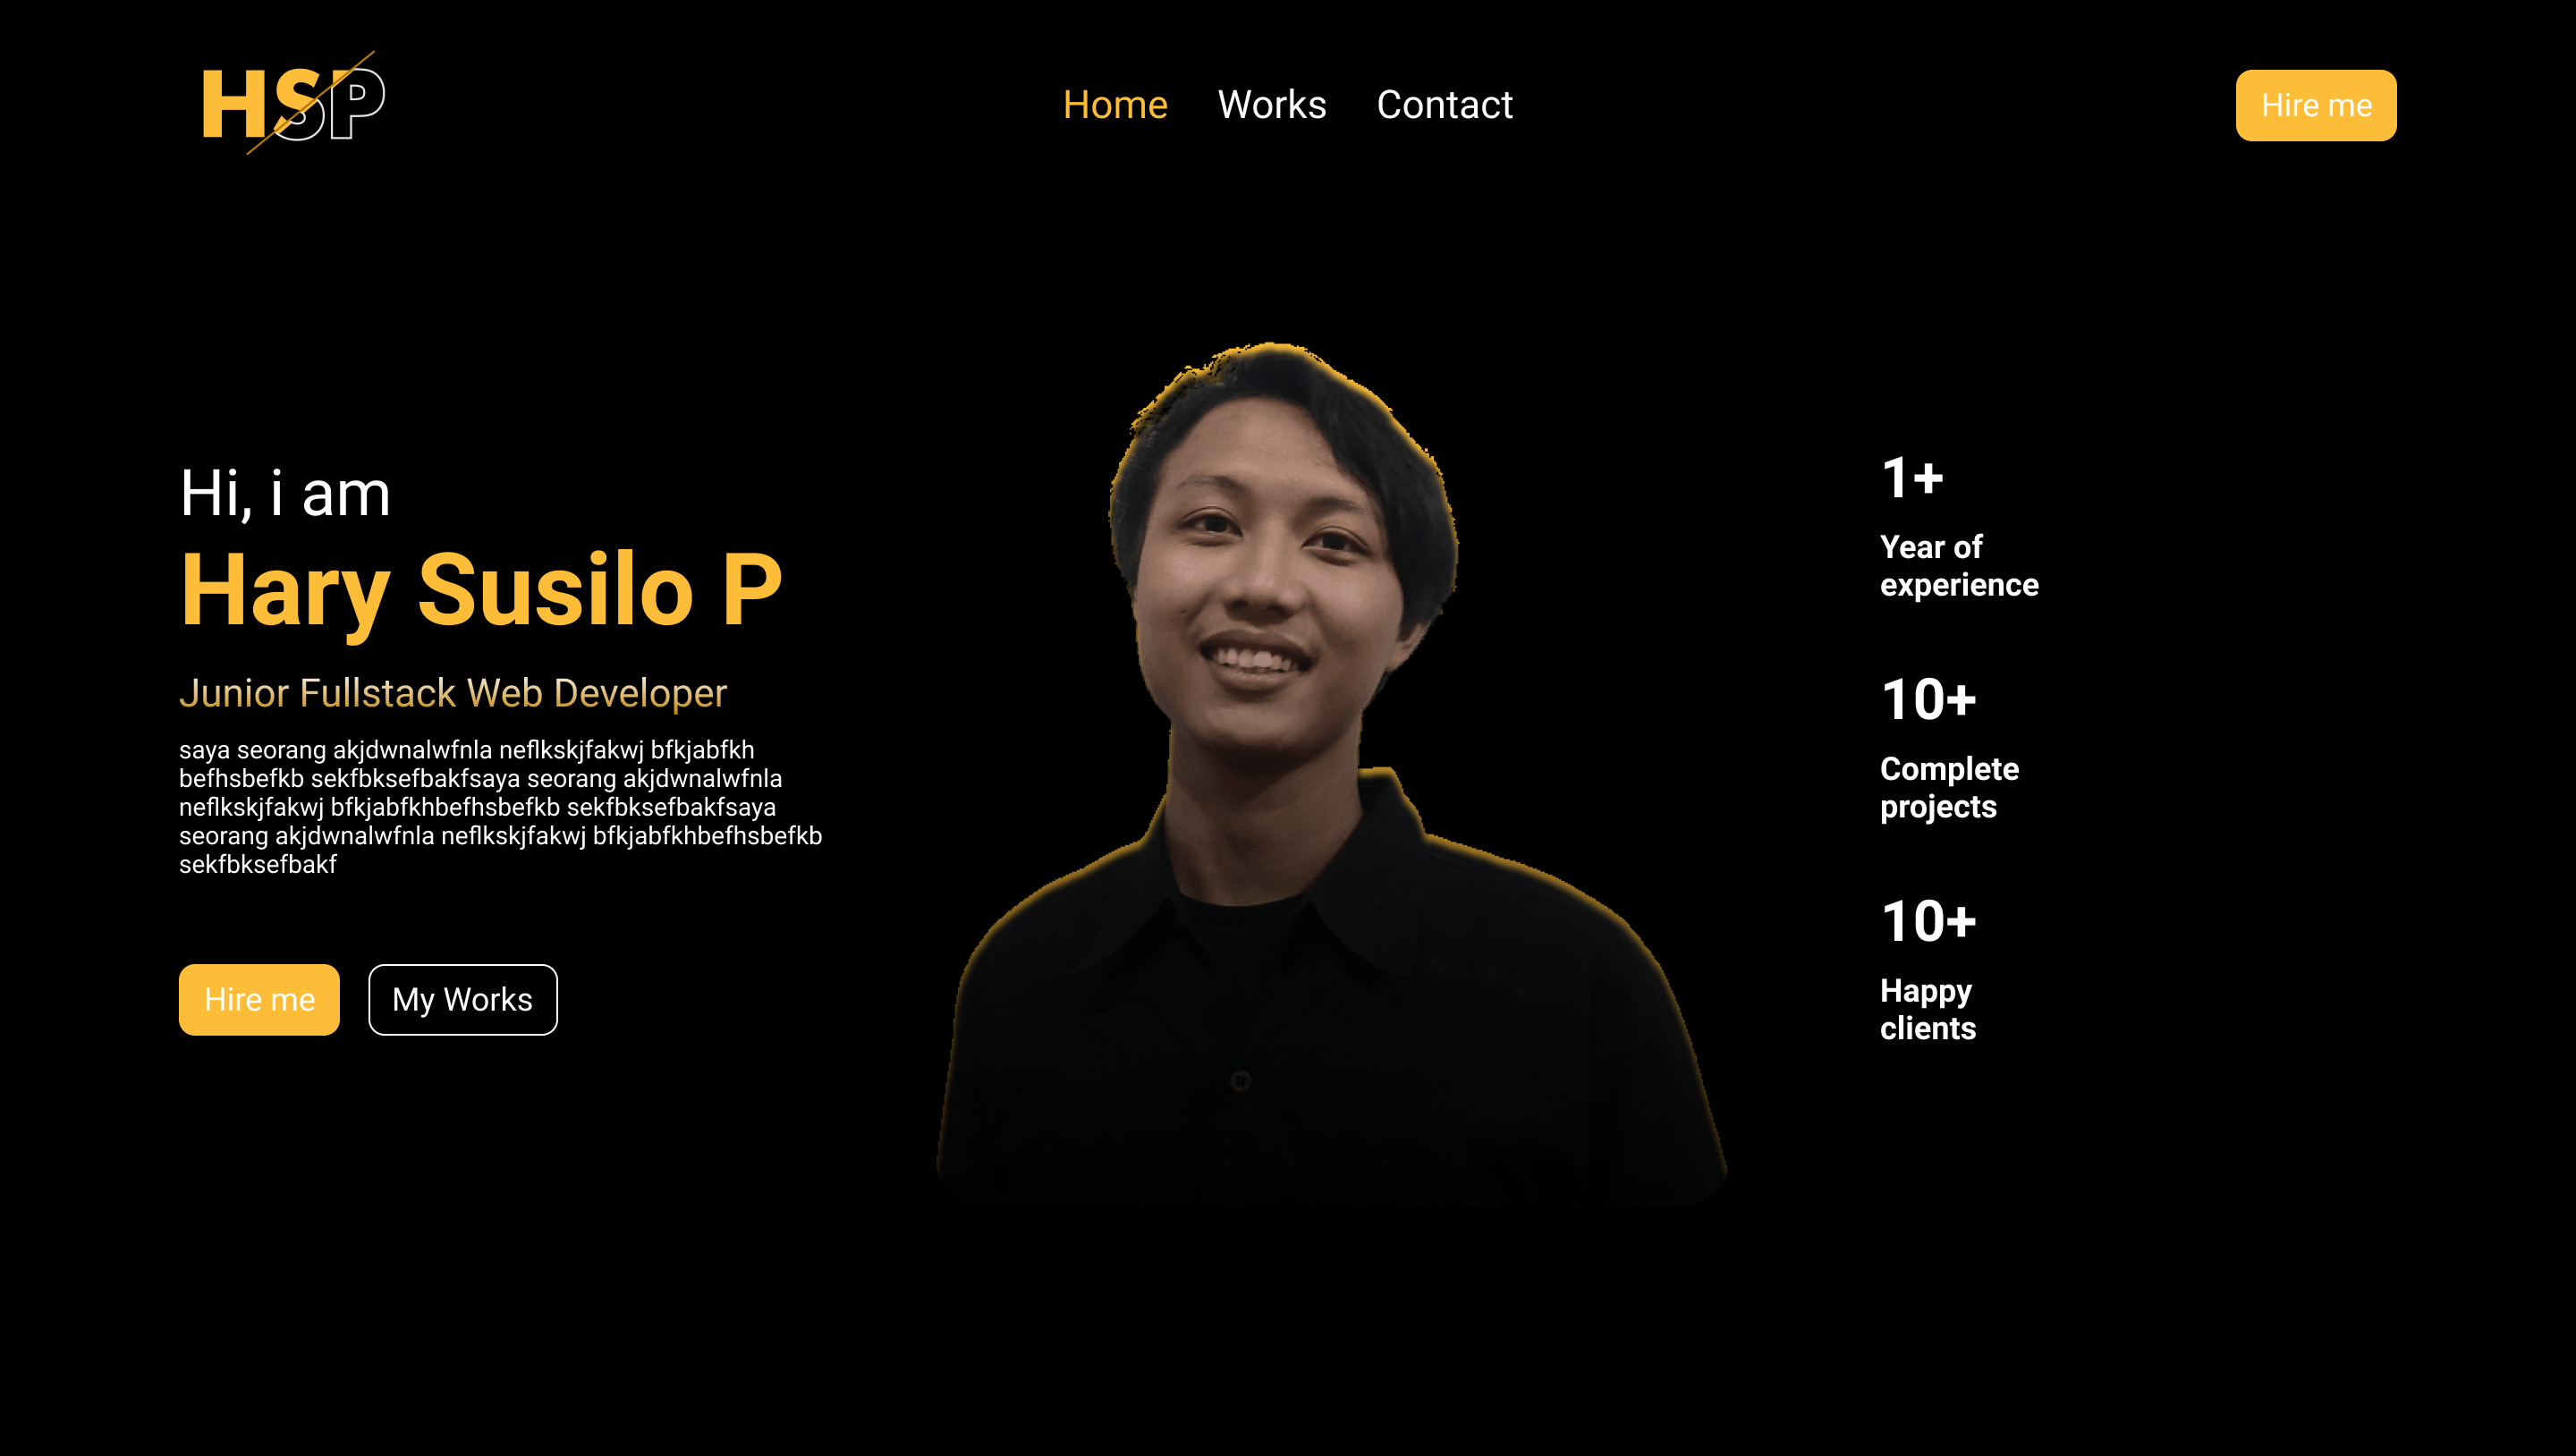 HSP
Home Works Contact
Hire me
Hi, i am
Hary Susilo P
Junior Fullstack Web Developer
saya seorang akjdwnalwfnla neflkskjfakwj bfkjabfkh
befhsbefkb sekfbksefbakfsaya seorang akjdwnalwfnla
neflkskjfakwj bfkjabfkhbefhsbefkb sekfbksefbakfsaya
seorang akjdwnalwfnla neflkskjfakwj bfkjabfkhbefhsbefkb
sekfbksefbakf
Hire me
My Works
1+
Year of
experience
10+
Complete
projects
10+
Happy
clients